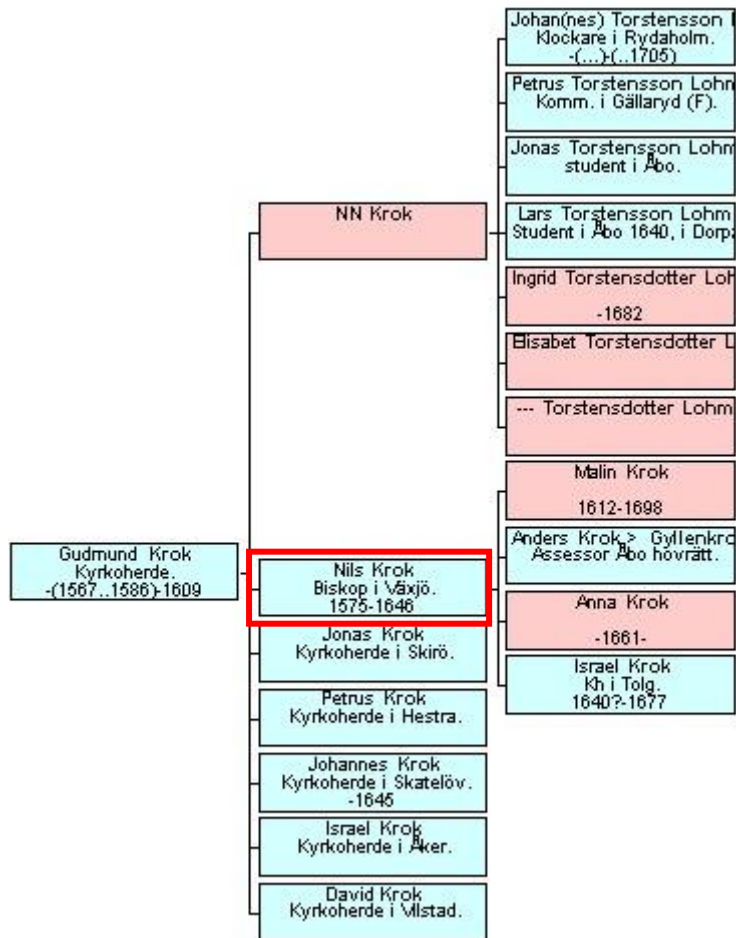 Johan(nes) Torstensson
Klockare i Rydaholm.
-(...)-(..1705)
Petrus Torstensson Lohm
Komm. i Gällaryd (F).
Jonas Torstensson Lohm
student i Åbo.
NN Krok
Lars Torstensson Lohm
Student i Åbo 1640, i Dorpa
Ingrid Torstensdotter Loh
-1682
Elisabet Torstensdotter L
--- Torstensdotter Lohm
Malin Krok
1612-1698
Gudmund Krok
Kyrkoherde.
-(1567..1586)-1609
Nils Krok
Biskop i Växjö.
1575-1646
Anders Krok > Gyllenkro
Assessor Åbo hovrätt.
Anna Krok
-1661-
Jonas Krok
Kyrkoherde i Skirö.
Israel Krok
Kh i Tolg.
1640?-1677
Petrus Krok
Kyrkoherde i Hestra.
Johannes Krok
Kyrkoherde i Skatelöv.
-1645
Israel Krok
Kyrkoherde i Åker.
David Krok
Kyrkoherde i Villstad.